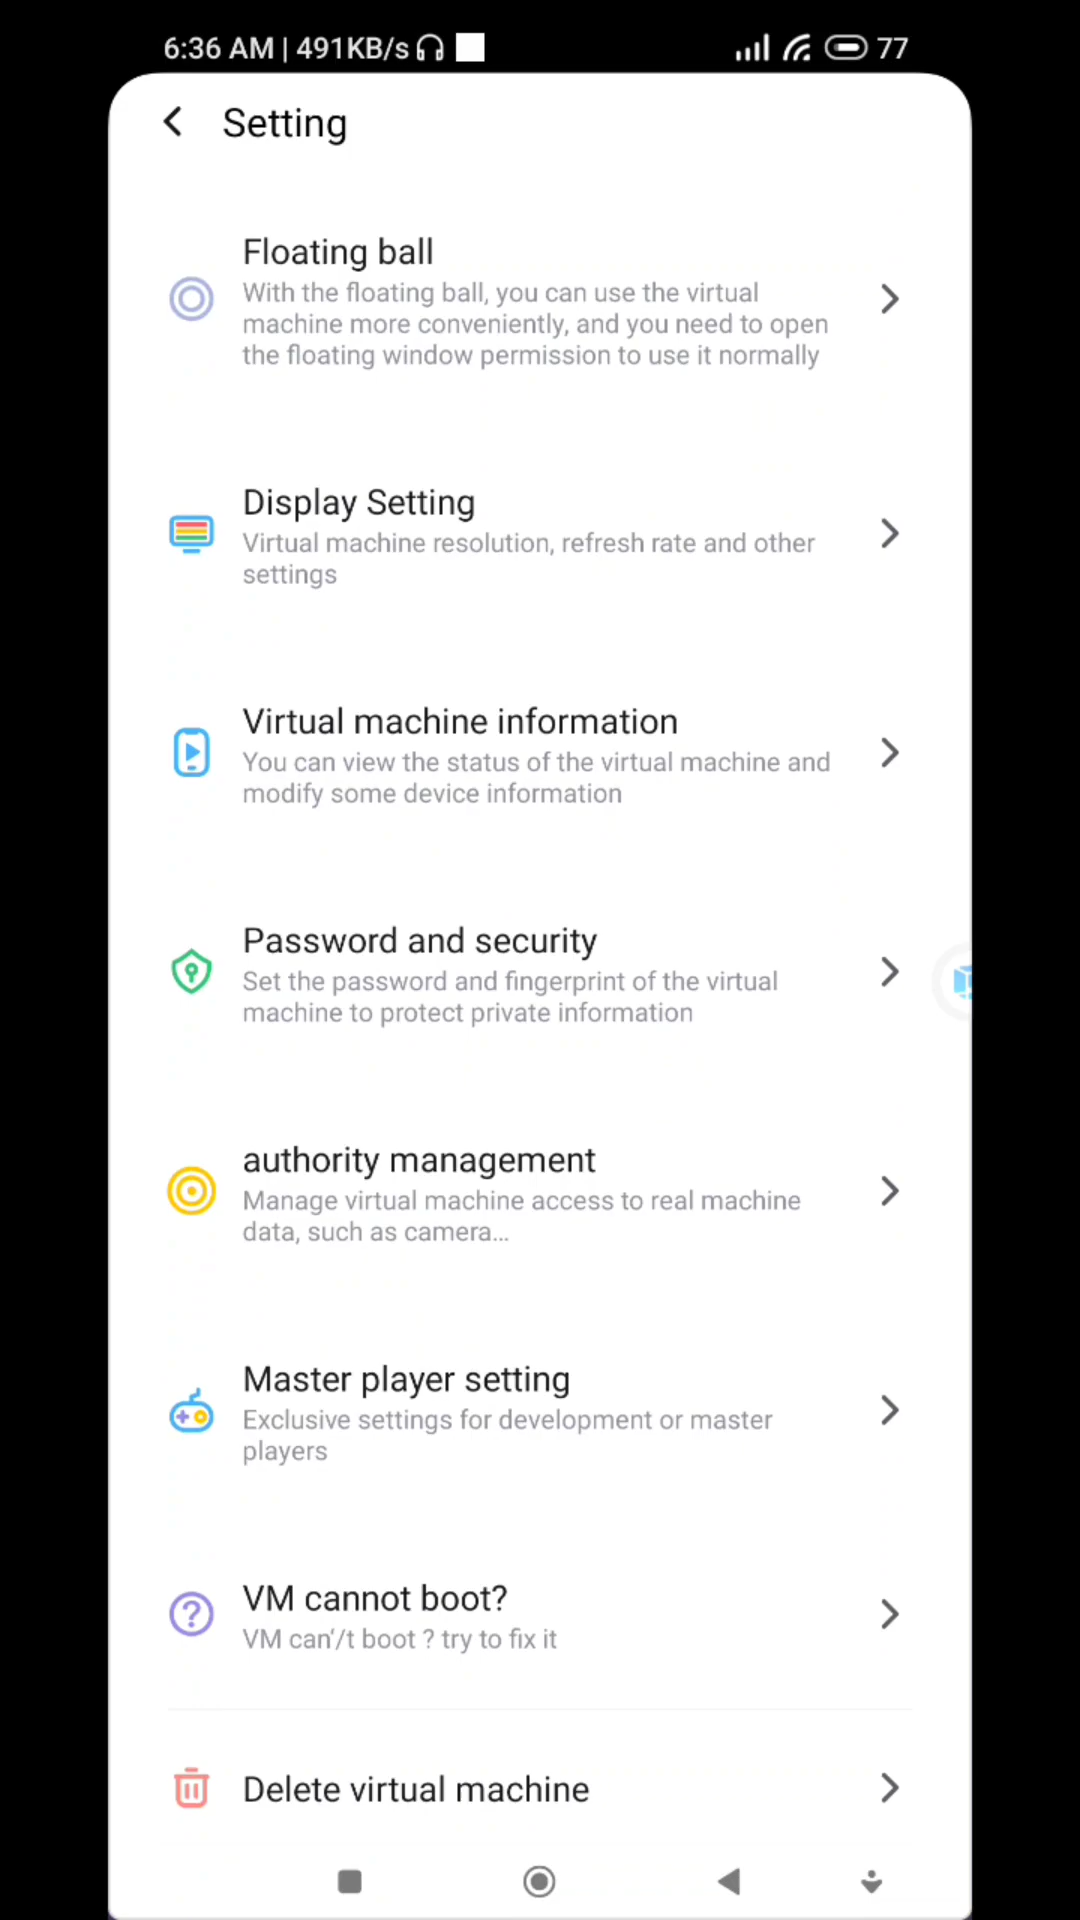 6:36 AM | 491KB/s 77
Setting
Floating ball
With the floating ball, you can use the virtual
machine more conveniently, and you need to open
the floating window permission to use it normally
Display Setting
Virtual machine resolution, refresh rate and other
settings
Virtual machine information
You can view the status of the virtual machine and
modify some device information
Password and security
Set the password and fingerprint of the virtual
machine to protect private information
authority management
Manage virtual machine access to real machine
data, such as camera...
Master player setting
Exclusive settings for development or master
players
VM cannot boot?
VM can'/t boot ? try to fix it
Delete virtual machine